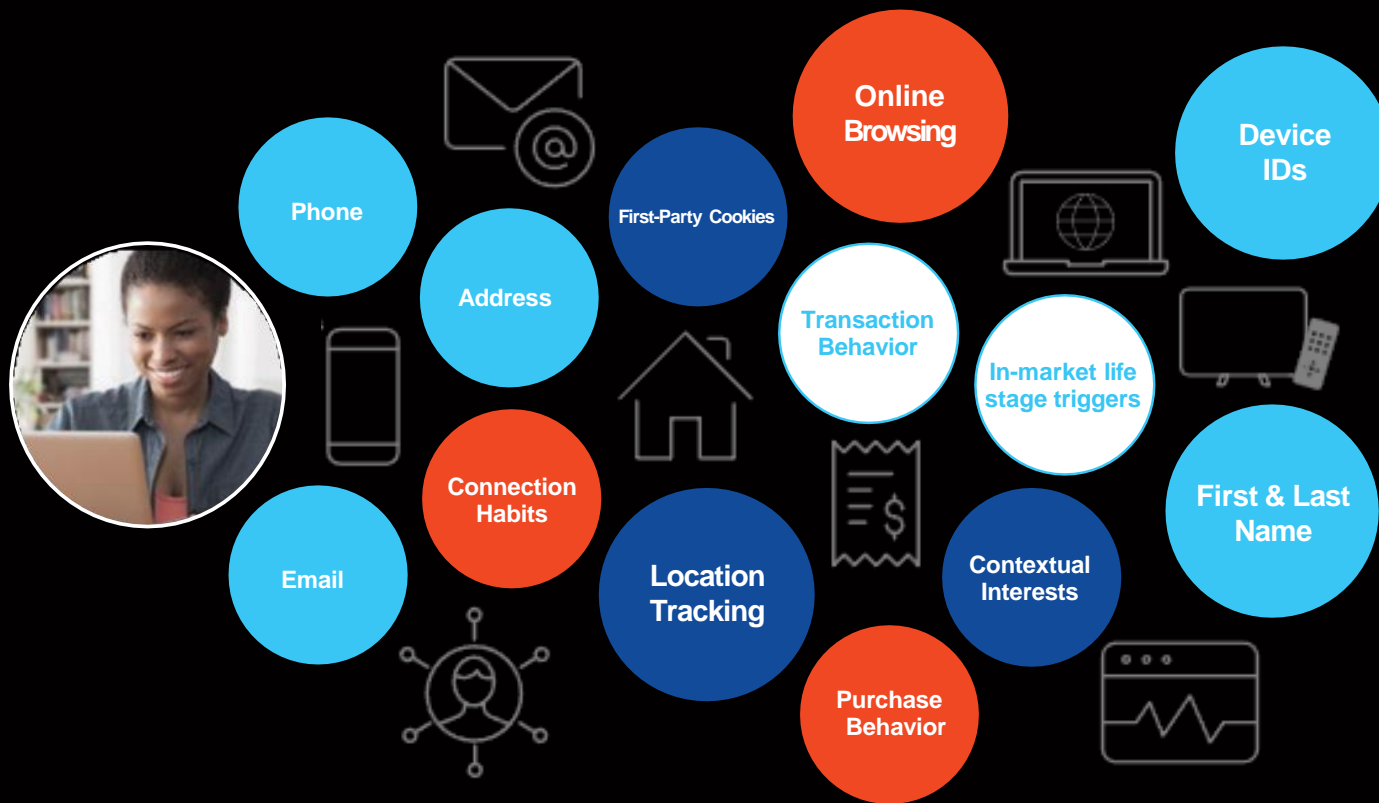 Online
Browsing
Device
IDs
Phone
First-Party Cookies
Address
Transaction
Behavior
In-market life
stage triggers
Connection
Habits
First & Last
Name
Email
Location
Tracking
Contextual
Interests
Purchase
Behavior
@
$